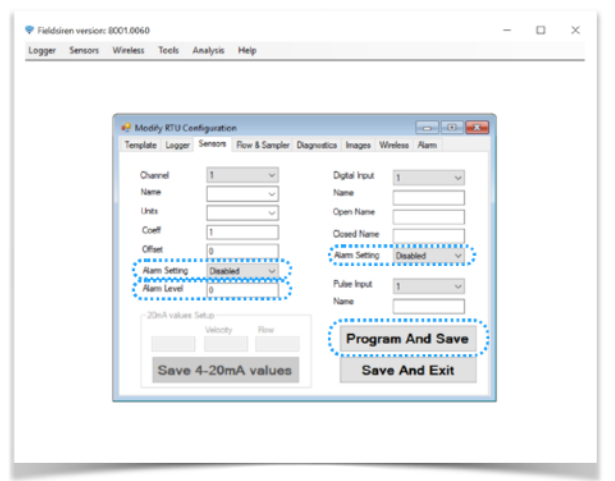 Fieldsiren version: 8001.0060
Logger Sensors Wireless Tools Analysis Help
Modify RTU Configuration
Template Logger Sensors Flow & Sampler Diagnostics Images Wireless Alarm
Channel 1
Name
Units
Coeff 1
Offset 0
Alarm Setting Disabled
Alarm Level 0
20mA values Setup
Velocity Flow
Save 4-20mA values
Digital Input 1
Name
Open Name
Closed Name
Alarm Setting Disabled
Pulse Input 1
Name
Program And Save
Save And Exit